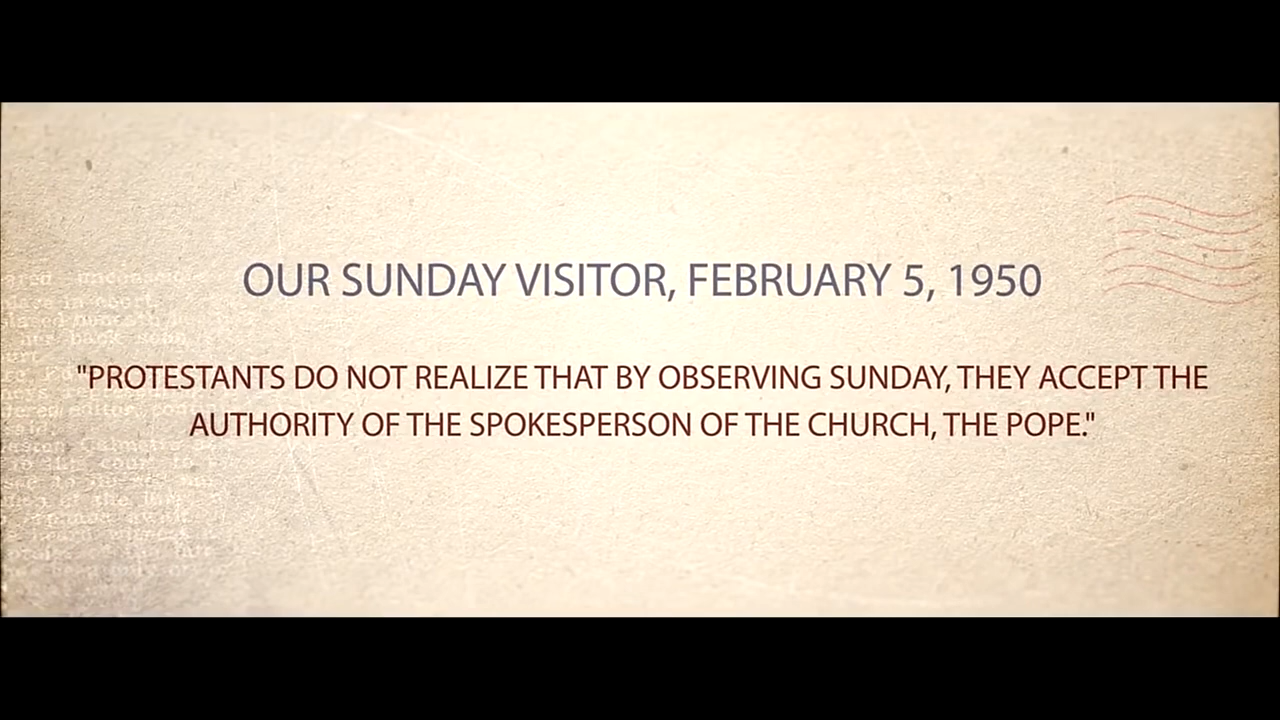 OUR SUNDAY VISITOR, FEBRUARY 5, 1950
"PROTESTANTS DO NOT REALIZE THAT BY OBSERVING SUNDAY, THEY ACCEPT THE
AUTHORITY OF THE SPOKESPERSON OF THE CHURCH, THE POPE."